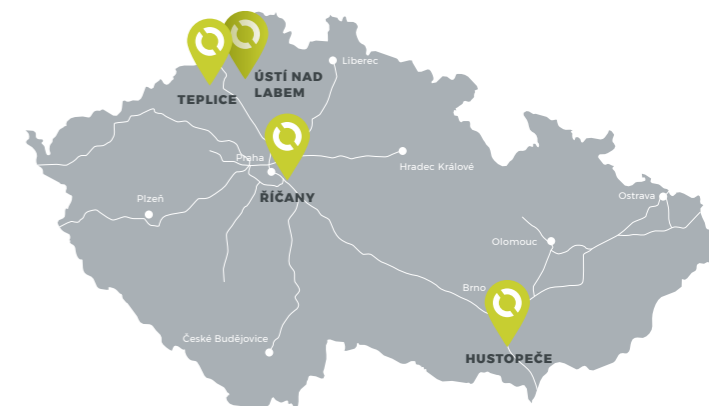 Liberec
ÚSTÍ NAD
LABEM
TEPLICE
Praha
Hradec Králové
ŘÍČANY
Plzeň
Ostrava
Olomouc
Brno
České Budějovice
HUSTOPEČE